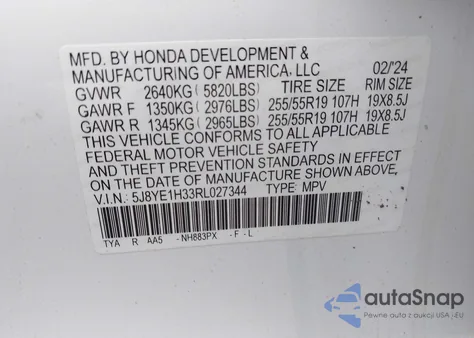 MFD. BY HONDA DEVELOPMENT &
MANUFACTURING OF AMERICA, LLC 02/'24
GVWR 2640KG( 5820LBS) TIRE SIZE RIM SIZE
GAWR F 1350KG( 2976LBS) 255/55R19 107H 19X8.5J
GAWR R 1345KG( 2965LBS) 255/55R19 107H 19X8.5J
THIS VEHICLE CONFORMS TO ALL APPLICABLE
FEDERAL MOTOR VEHICLE SAFETY
AND THEFT PREVENTION STANDARDS IN EFFECT
ON THE DATE OF MANUFACTURE SHOWN ABOVE.
V.I.N.: 5J8YE1H33RL027344 TYPE: MPV
TYA R AA5 -NH883PX -F-L
autoSnap
Pewne auta z aukcji USA - EU